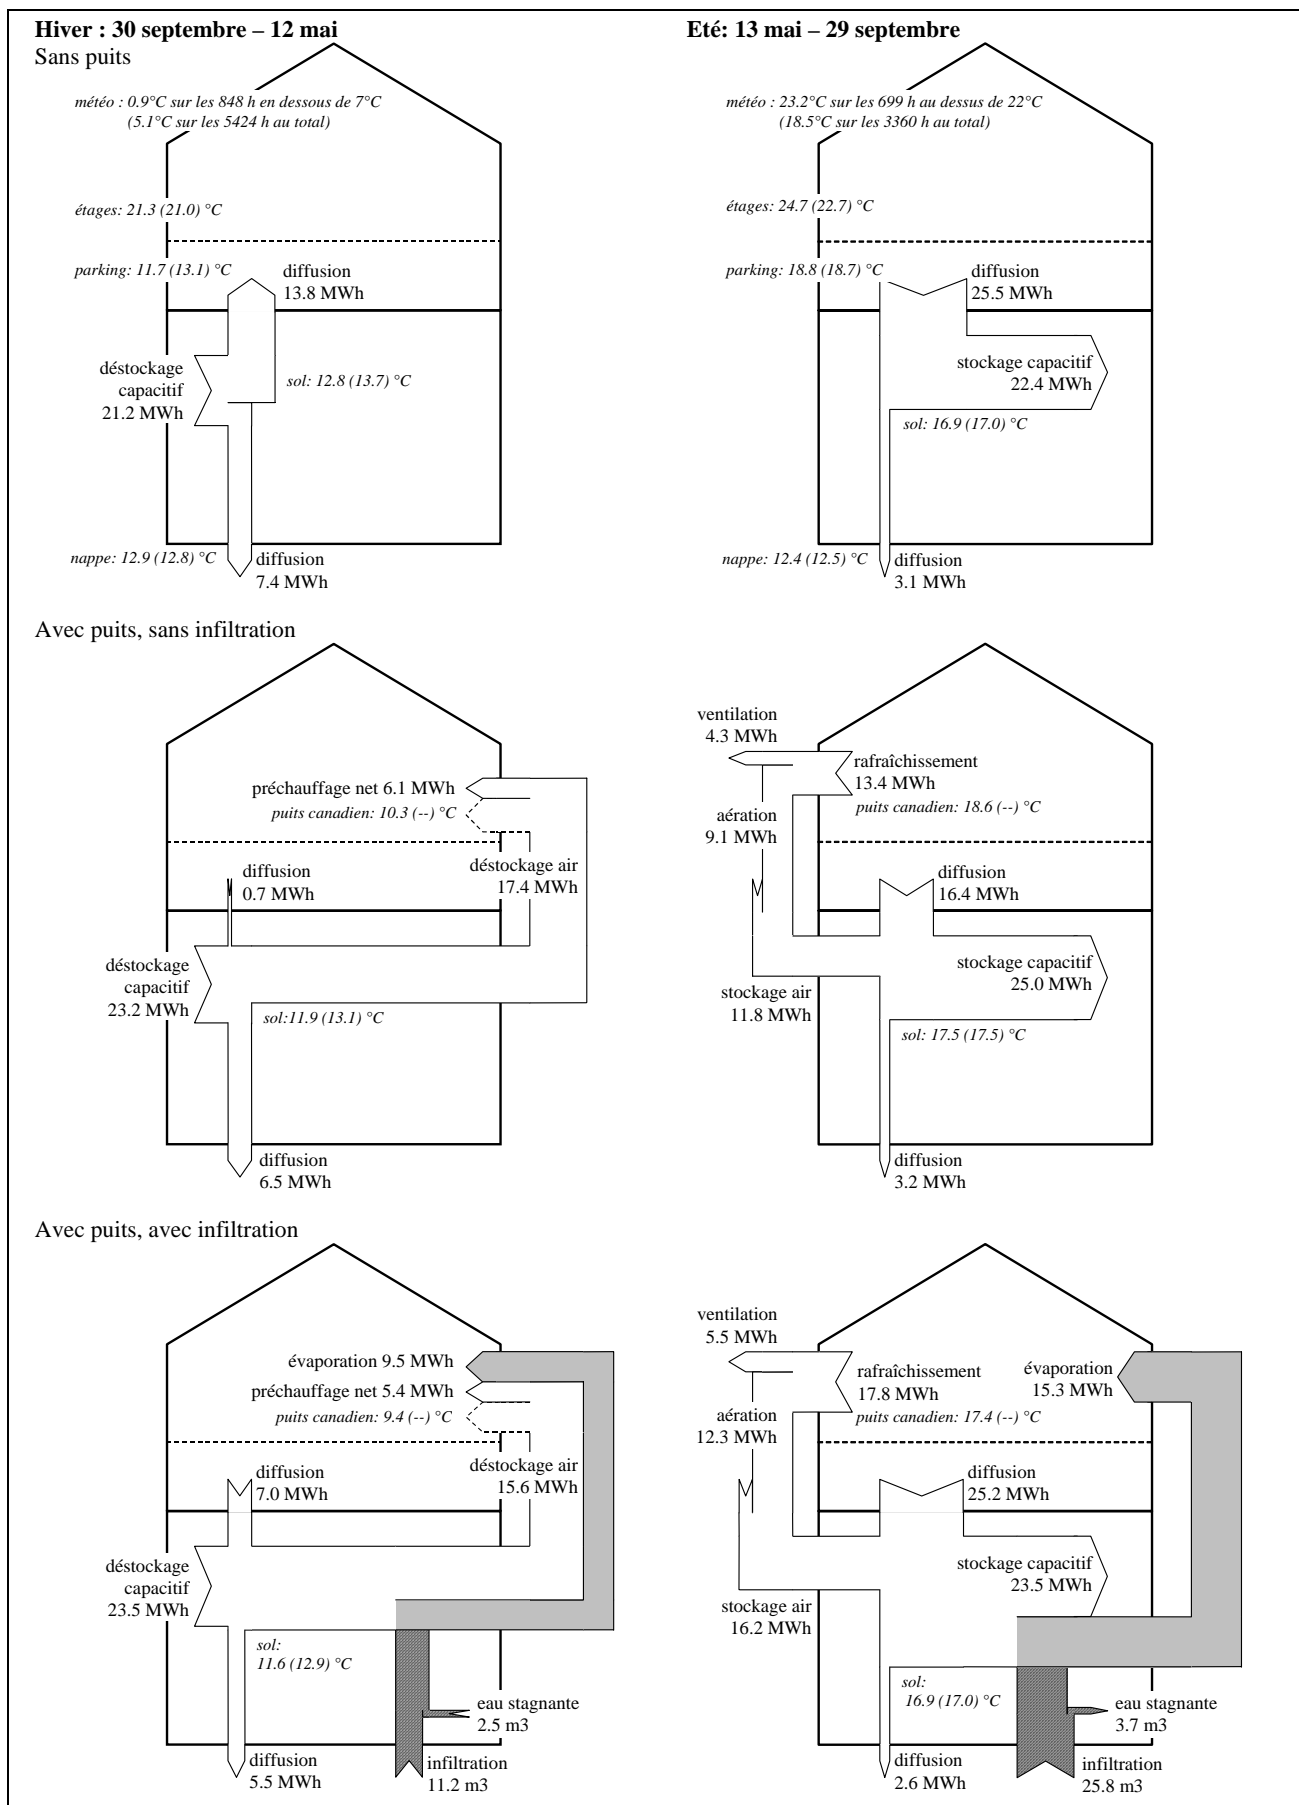 Hiver : 30 septembre – 12 mai
Sans puits
météo : 0.9°C sur les 848 h en dessous de 7°C
(5.1°C sur les 5424 h au total)
étages: 21.3 (21.0) °C
parking: 11.7 (13.1) °C
diffusion
13.8 MWh
déstockage
capacitif
21.2 MWh
sol: 12.8 (13.7) °C
nappe: 12.9 (12.8) °C
diffusion
7.4 MWh
Eté: 13 mai – 29 septembre
météo : 23.2°C sur les 699 h au dessus de 22°C
(18.5°C sur les 3360 h au total)
étages: 24.7 (22.7) °C
parking: 18.8 (18.7) °C
diffusion
25.5 MWh
stockage capacitif
22.4 MWh
sol: 16.9 (17.0) °C
nappe: 12.4 (12.5) °C
diffusion
3.1 MWh
Avec puits, sans infiltration
préchauffage net 6.1 MWh
puits canadien: 10.3 (--) °C
diffusion
0.7 MWh
déstockage air
17.4 MWh
déstockage
capacitif
23.2 MWh
sol:11.9 (13.1) °C
diffusion
6.5 MWh
ventilation
4.3 MWh
rafraîchissement
13.4 MWh
puits canadien: 18.6 (--) °C
aération
9.1 MWh
diffusion
16.4 MWh
stockage capacitif
25.0 MWh
stockage air
11.8 MWh
sol: 17.5 (17.5) °C
diffusion
3.2 MWh
Avec puits, avec infiltration
évaporation 9.5 MWh
préchauffage net 5.4 MWh
puits canadien: 9.4 (--) °C
diffusion
7.0 MWh
déstockage air
15.6 MWh
déstockage
capacitif
23.5 MWh
sol:
11.6 (12.9) °C
eau stagnante
2.5 m3
diffusion
5.5 MWh
infiltration
11.2 m3
ventilation
5.5 MWh
rafraîchissement
17.8 MWh
puits canadien: 17.4 (--) °C
évaporation
15.3 MWh
aération
12.3 MWh
diffusion
25.2 MWh
stockage capacitif
23.5 MWh
stockage air
16.2 MWh
sol:
16.9 (17.0) °C
eau stagnante
3.7 m3
diffusion
2.6 MWh
infiltration
25.8 m3